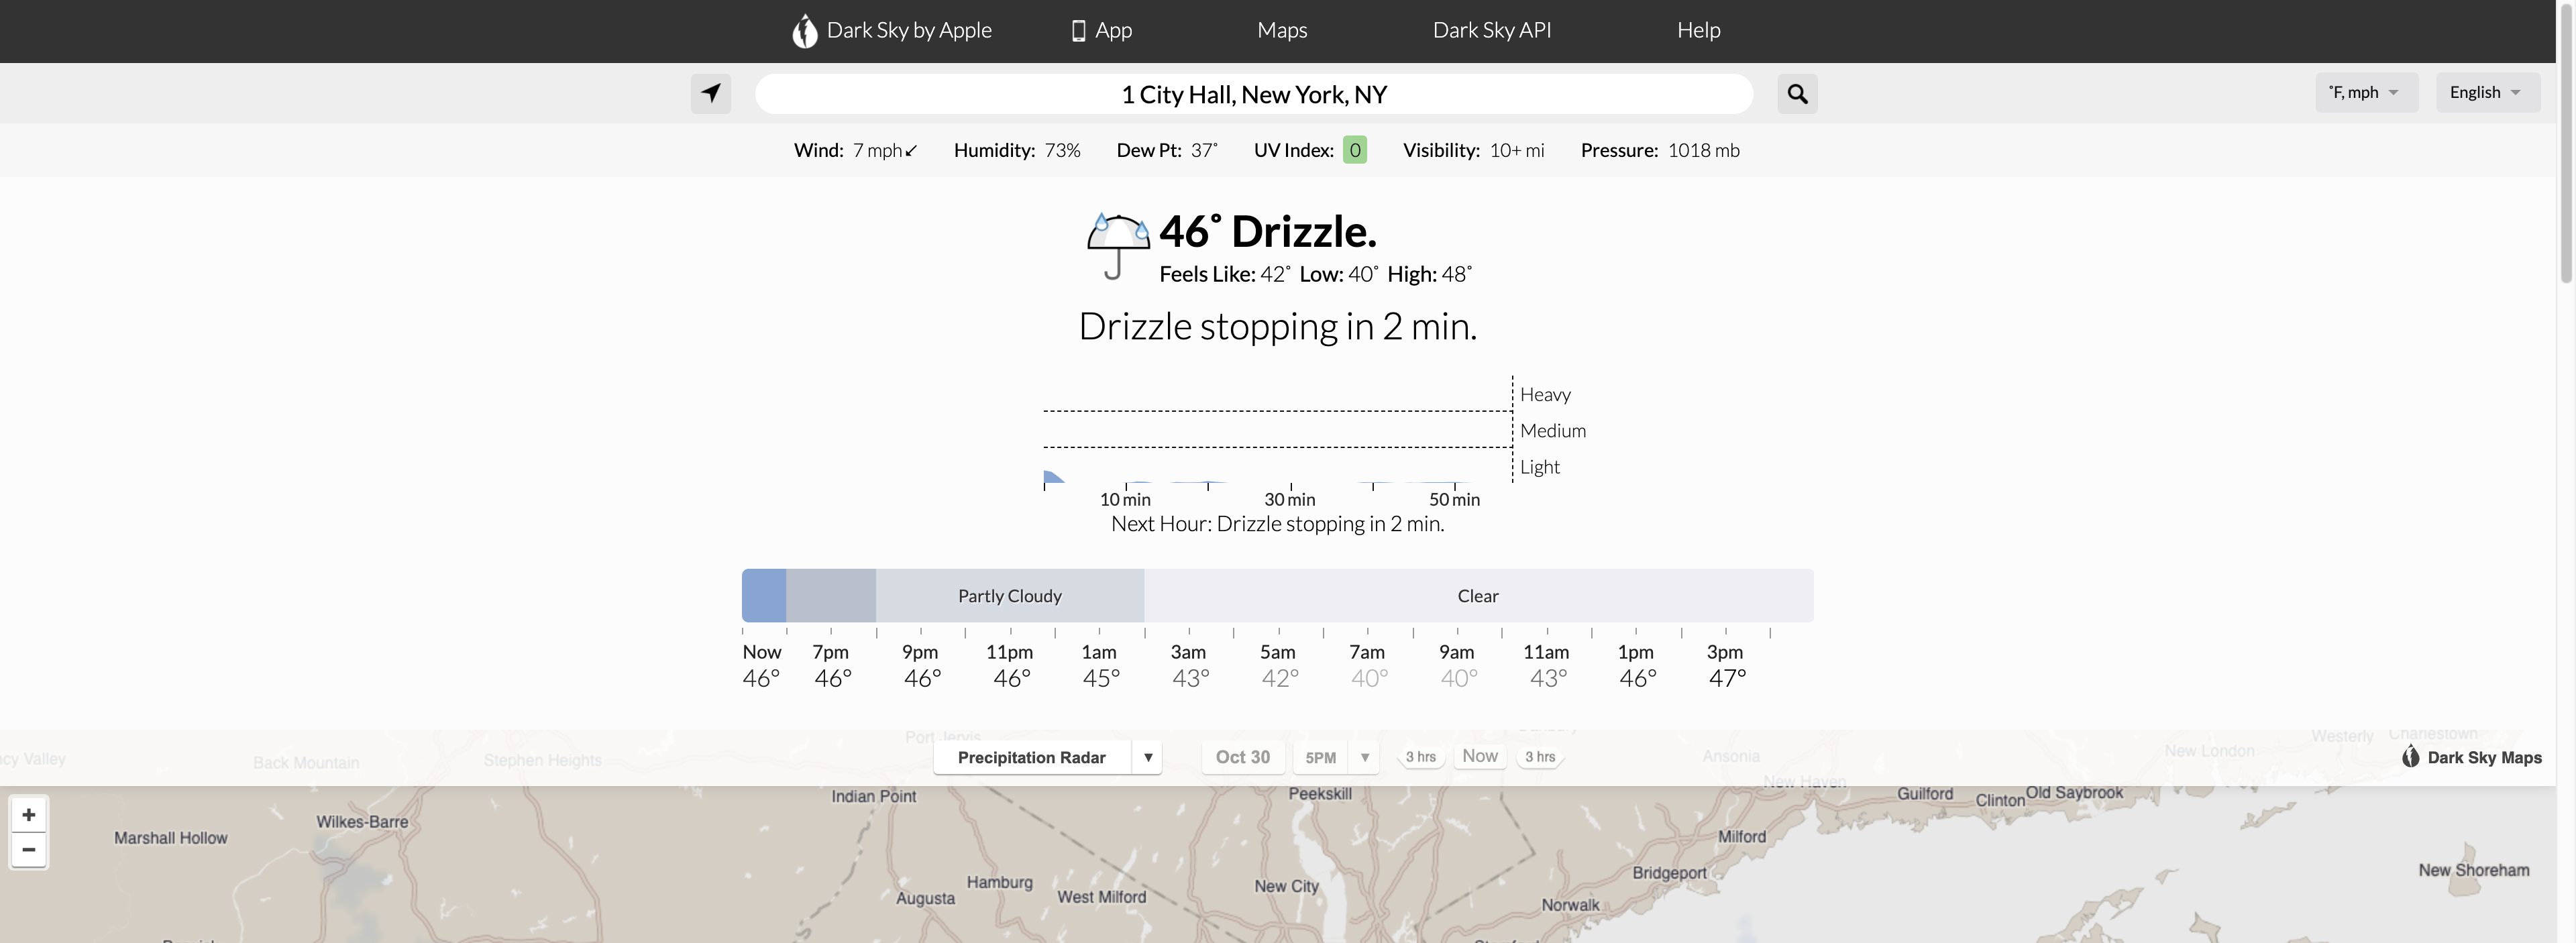 Dark Sky by Apple App Maps Dark Sky API Help
1 City Hall, New York, NY ˚F, mph English
Wind: 7 mph Humidity: 73% Dew Pt: 37˚ UV Index: 0 Visibility: 10+ mi Pressure: 1018 mb
46˚ Drizzle.
Feels Like: 42˚ Low: 40˚ High: 48˚
Drizzle stopping in 2 min.
Heavy
Medium
Light
10 min 30 min 50 min
Next Hour: Drizzle stopping in 2 min.
Partly Cloudy Clear
Now 7pm 9pm 11pm 1am 3am 5am 7am 9am 11am 1pm 3pm
46° 46° 46° 46° 45° 43° 42° 40° 40° 43° 46° 47°
Port Jervis Westerly Charlestown
Back Mountain Stephen Heights Precipitation Radar Oct 30 5PM 3 hrs Now 3 hrs Ansonia New London Dark Sky Maps
New Haven
Indian Point Peekskill Guilford Clinton Old Saybrook
+ Wilkes-Barre
− Marshall Hollow Milford
Bridgeport New Shoreham
Hamburg New City
Augusta West Milford Norwalk